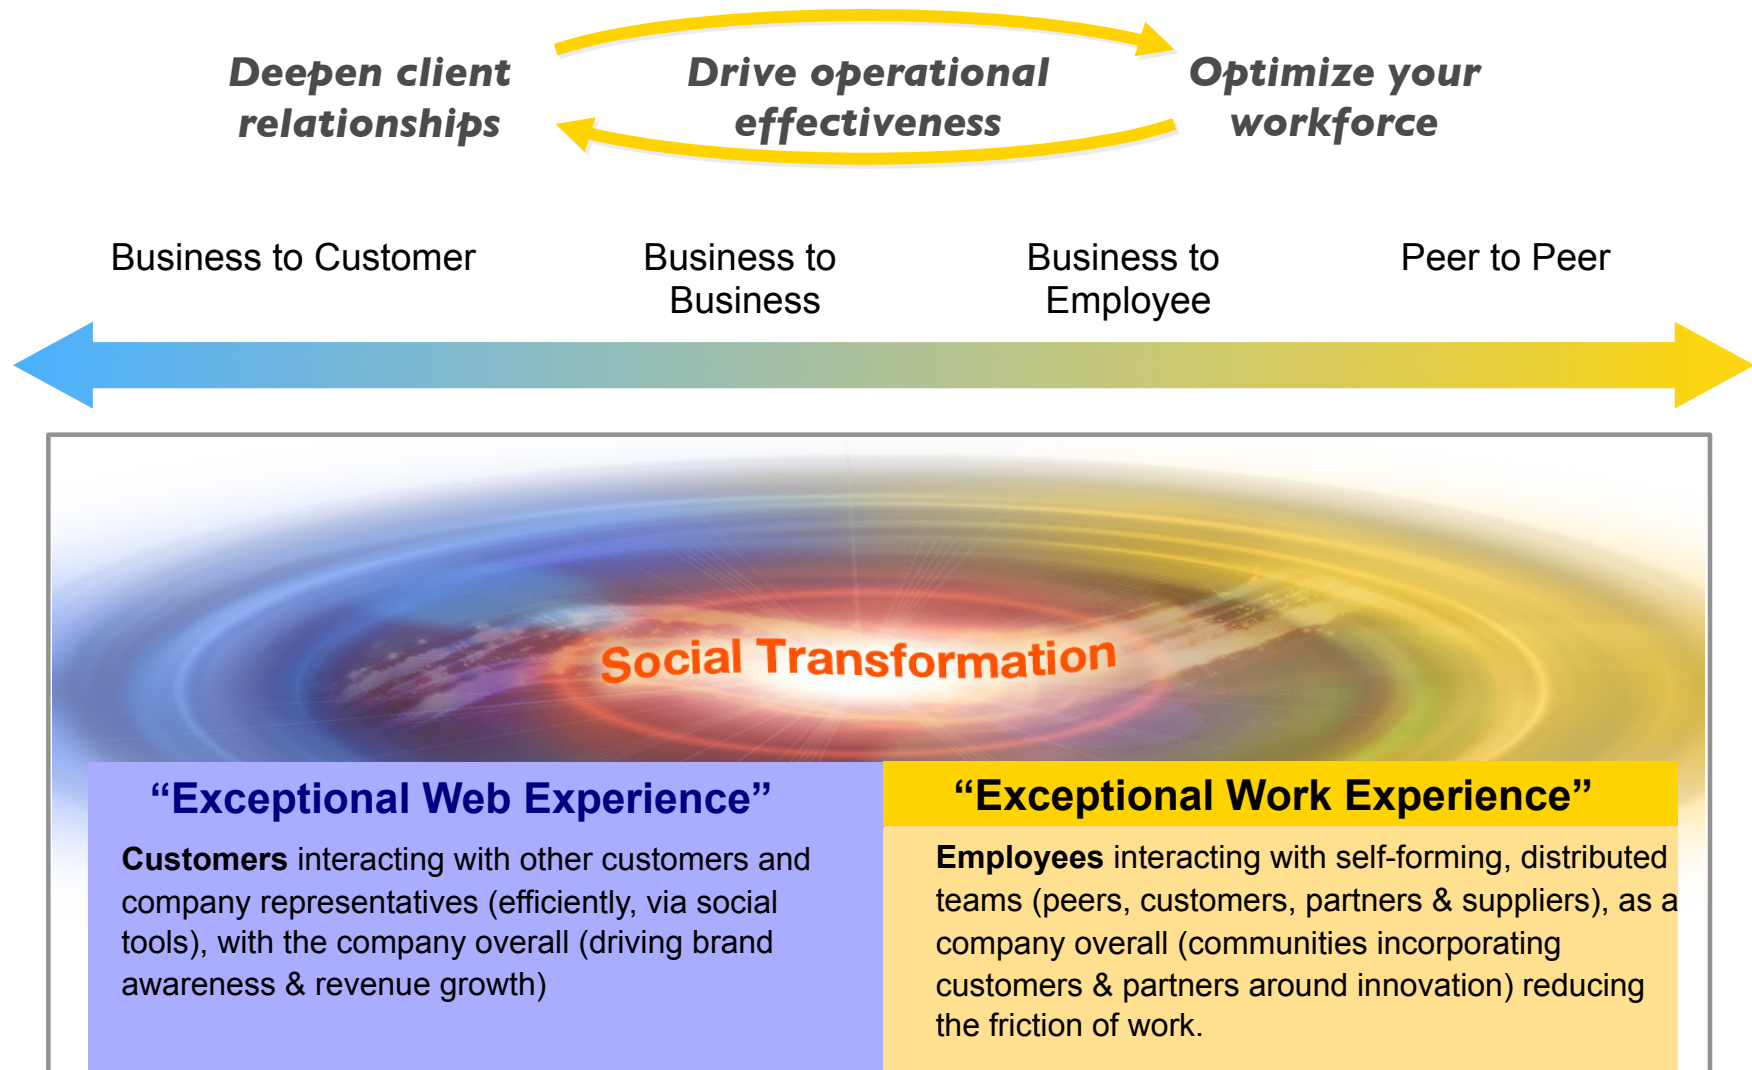 Deepen client
relationships
Drive operational
effectiveness
Optimize your
workforce
Business to Customer
Business to
Business
Business to
Employee
Peer to Peer
Social Transformation
“Exceptional Web Experience”
Customers interacting with other customers and
company representatives (efficiently, via social
tools), with the company overall (driving brand
awareness & revenue growth)
“Exceptional Work Experience”
Employees interacting with self-forming, distributed
teams (peers, customers, partners & suppliers), as a
company overall (communities incorporating
customers & partners around innovation) reducing
the friction of work.